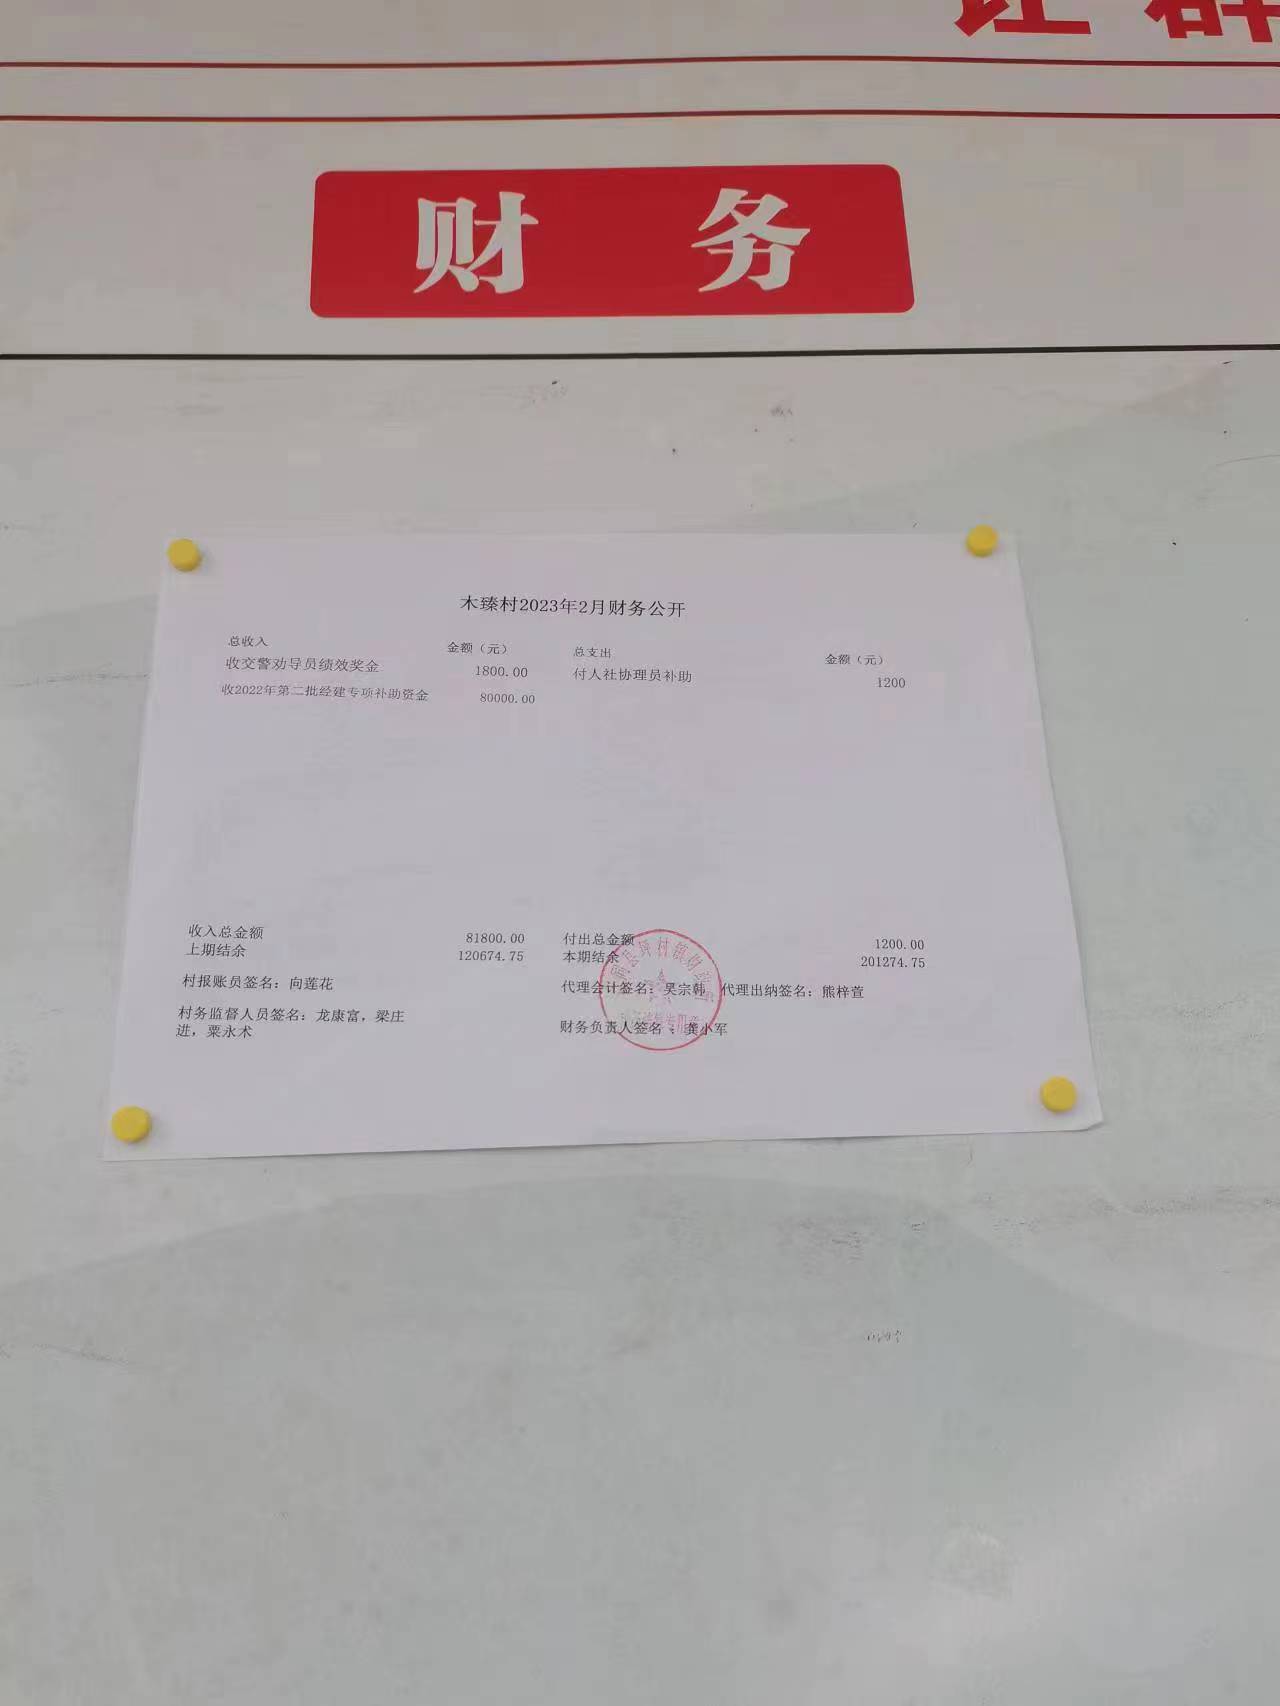 财 务
木臻村2023年2月财务公开
总收入 金额（元） 总支出 金额（元）
收交警劝导员绩效奖金 1800.00 付人社协理员补助 1200
收2022年第二批经建专项补助资金 80000.00
收入总金额 81800.00 付出总金额 1200.00
上期结余 120674.75 本期结余 201274.75
村报账员签名：向莲花 代理会计签名：吴宗韩 代理出纳签名：熊梓萱
村务监督人员签名：龙康富，梁庄
进，粟永术 财务负责人签名：龚小军